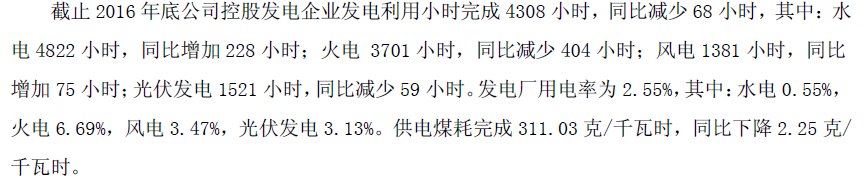 截止 2016 年底公司控股发电企业发电利用小时完成 4308 小时，同比减少 68 小时，其中：水
电 4822 小时，同比增加 228 小时；火电 3701 小时，同比减少 404 小时；风电 1381 小时，同比
增加 75 小时；光伏发电 1521 小时，同比减少 59 小时。发电厂用电率为 2.55%，其中：水电 0.55%，
火电 6.69%，风电 3.47%，光伏发电 3.13%。供电煤耗完成 311.03 克/千瓦时，同比下降 2.25 克/
千瓦时。